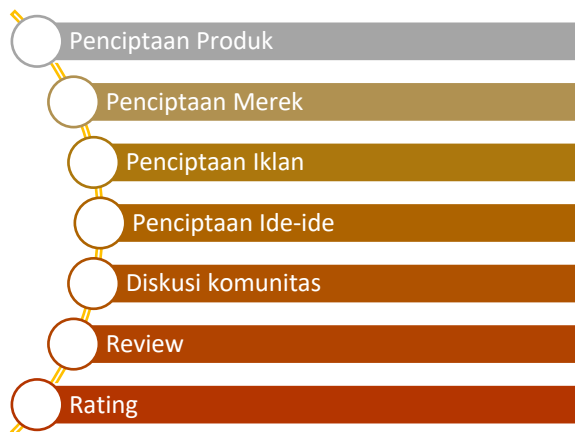 Penciptaan Produk
Penciptaan Merek
Penciptaan Iklan
Penciptaan Ide-ide
Diskusi komunitas
Review
Rating